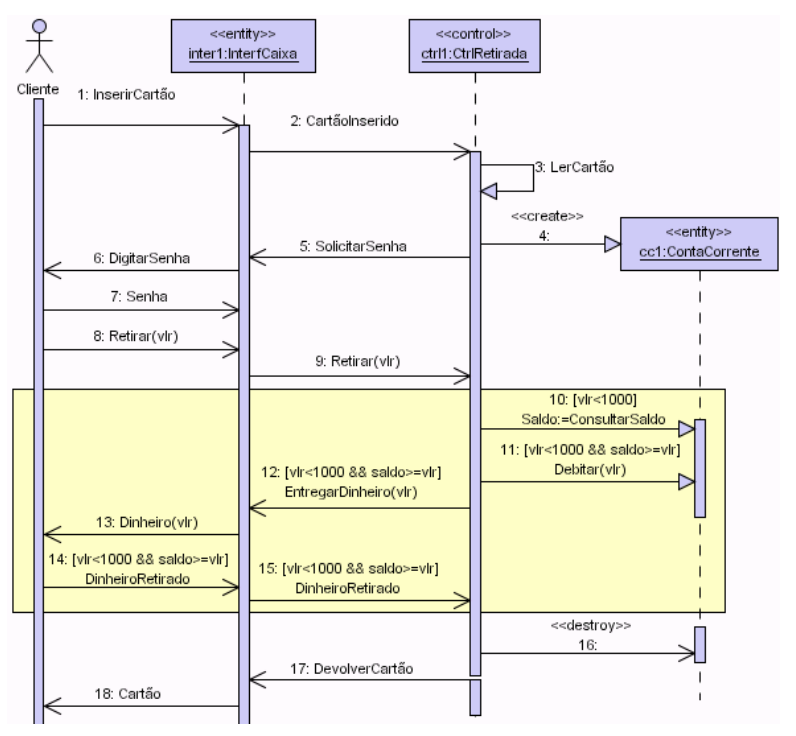 <<entity>>
inter1:InterfCaixa
<<control>>
ctrl1:CtrlRetirada
Cliente
1: InserirCartão
2: CartãoInserido
3: LerCartão
<<create>>
4:
<<entity>>
cc1:ContaCorrente
5: SolicitarSenha
6: DigitarSenha
7: Senha
8: Retirar(vlr)
9: Retirar(vlr)
10: [vlr<1000]
Saldo:=ConsultarSaldo
11: [vlr<1000 && saldo>=vlr]
Debitar(vlr)
12: [vlr<1000 && saldo>=vlr]
EntregarDinheiro(vlr)
13: Dinheiro(vlr)
14: [vlr<1000 && saldo>=vlr]
DinheiroRetirado
15: [vlr<1000 && saldo>=vlr]
DinheiroRetirado
<<destroy>>
16:
17: DevolverCartão
18: Cartão